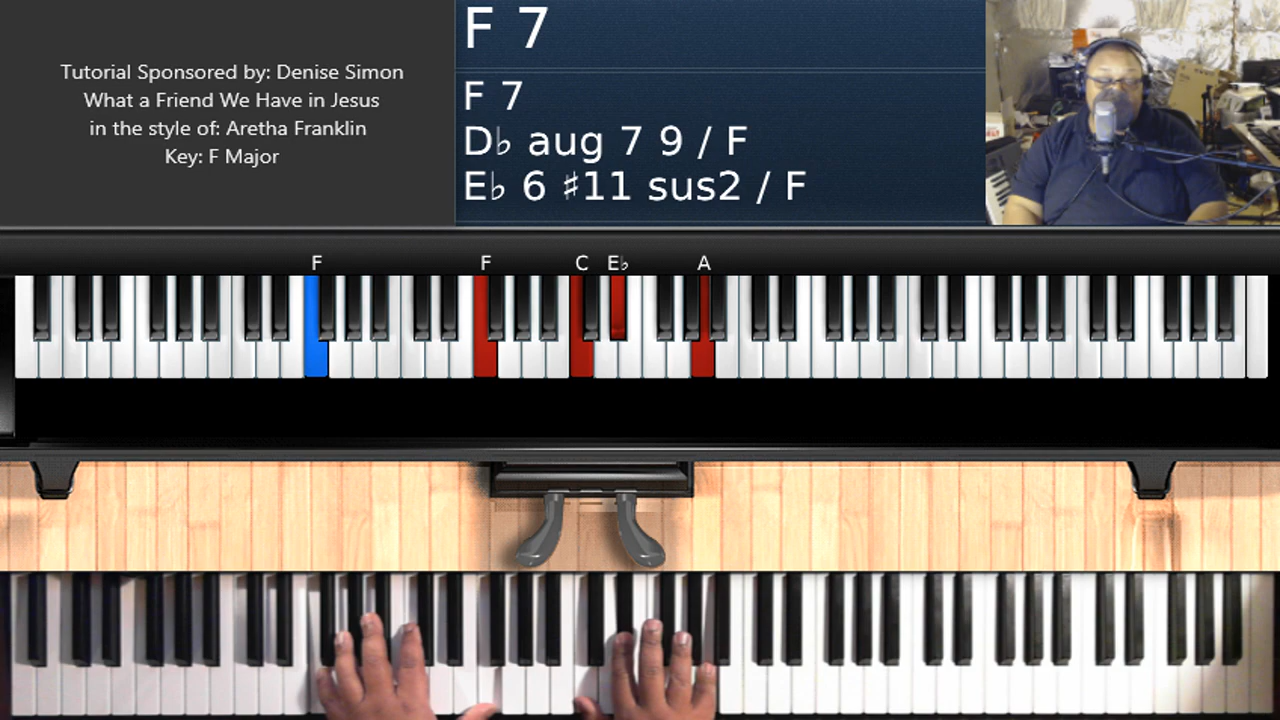 Tutorial Sponsored by: Denise Simon
What a Friend We Have in Jesus
in the style of: Aretha Franklin
Key: F Major
F 7
F 7
D♭ aug 7 9 / F
E♭ 6 ♯11 sus2 / F
F F C E♭ A